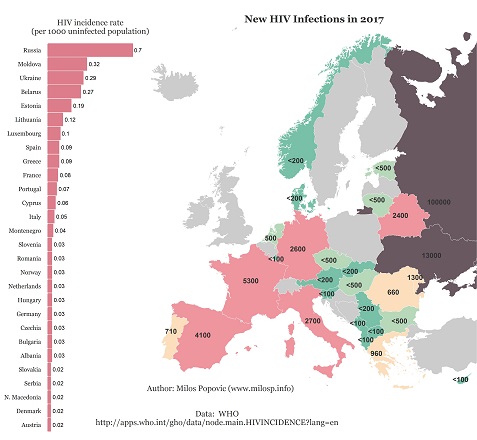 HIV incidence rate
(per 1000 uninfected population)
Russia 0.7
Moldova 0.32
Ukraine 0.29
Belarus 0.27
Estonia 0.19
Lithuania 0.12
Luxembourg 0.1
Spain 0.09
Greece 0.09
France 0.08
Portugal 0.07
Cyprus 0.06
Italy 0.05
Montenegro 0.04
Slovenia 0.03
Romania 0.03
Norway 0.03
Netherlands 0.03
Hungary 0.03
Germany 0.03
Czechia 0.03
Bulgaria 0.03
Albania 0.03
Slovakia 0.02
Serbia 0.02
N. Macedonia 0.02
Denmark 0.02
Austria 0.02
New HIV Infections in 2017
<200
<500
<200
<500
100000
2400
500
2600
<100
<500
13000
<200
1300
5300
<200
<500
660
<100
<200
2700
<100
<500
710
4100
<100
<100
960
<100
Author: Milos Popovic (www.milosp.info)
Data: WHO
http://apps.who.int/gho/data/node.main.HIVINCIDENCE?lang=en